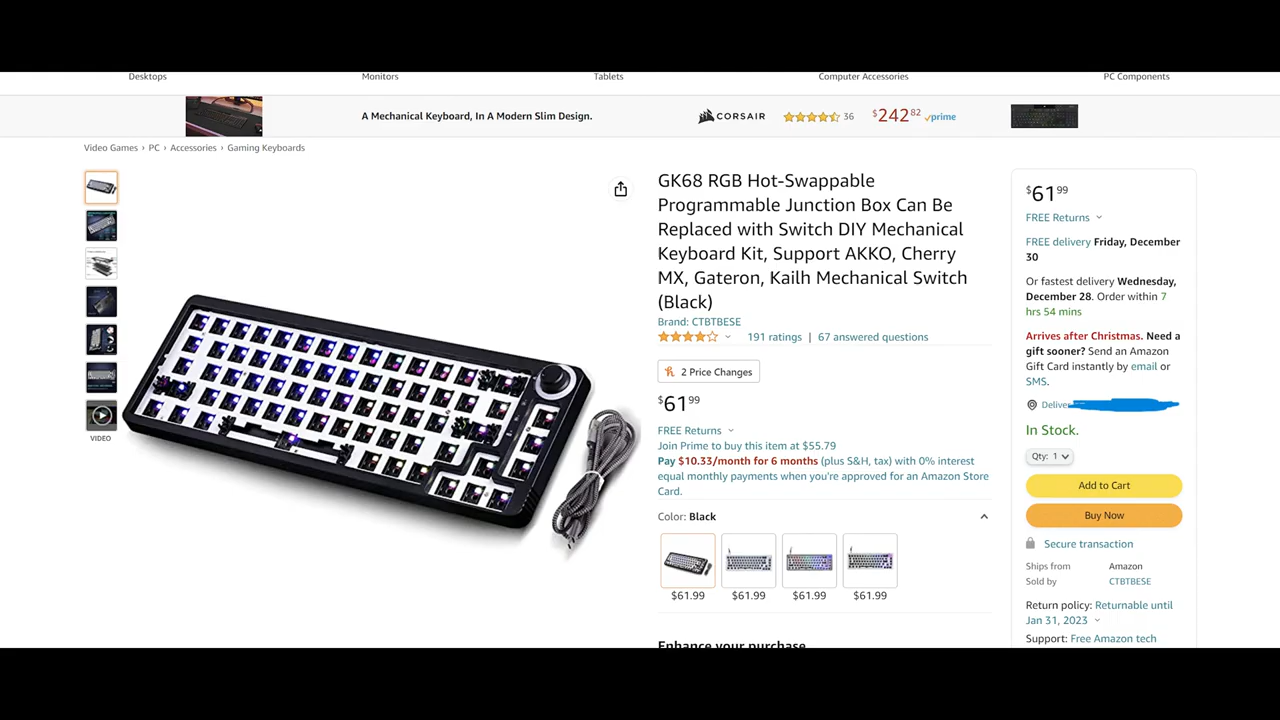 Desktops Monitors Tablets Computer Accessories PC Components
A Mechanical Keyboard, In A Modern Slim Design. CORSAIR 36 $242.82 prime
Video Games › PC › Accessories › Gaming Keyboards
GK68 RGB Hot-Swappable
Programmable Junction Box Can Be
Replaced with Switch DIY Mechanical
Keyboard Kit, Support AKKO, Cherry
MX, Gateron, Kailh Mechanical Switch
(Black)
Brand: CTBTBESE
191 ratings | 67 answered questions
2 Price Changes
$61.99
FREE Returns
Join Prime to buy this item at $55.79
Pay $10.33/month for 6 months (plus S&H, tax) with 0% interest
equal monthly payments when you're approved for an Amazon Store
Card.
Color: Black
$61.99 $61.99 $61.99 $61.99
Enhance your purchase
VIDEO
$61.99
FREE Returns
FREE delivery Friday, December
30
Or fastest delivery Wednesday,
December 28. Order within 7
hrs 54 mins
Arrives after Christmas. Need a
gift sooner? Send an Amazon
Gift Card instantly by email or
SMS.
Deliver
In Stock.
Qty: 1
Add to Cart
Buy Now
Secure transaction
Ships from Amazon
Sold by CTBTBESE
Return policy: Returnable until
Jan 31, 2023
Support: Free Amazon tech